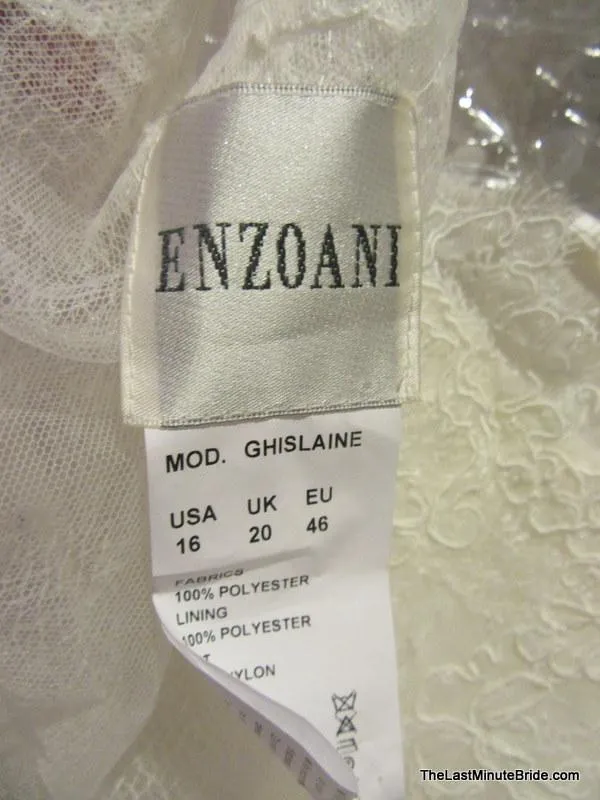 ENZOANI
MOD. GHISLAINE
USA UK EU
16 20 46
FABRICS
100% POLYESTER
LINING
100% POLYESTER
TheLastMinuteBride.com